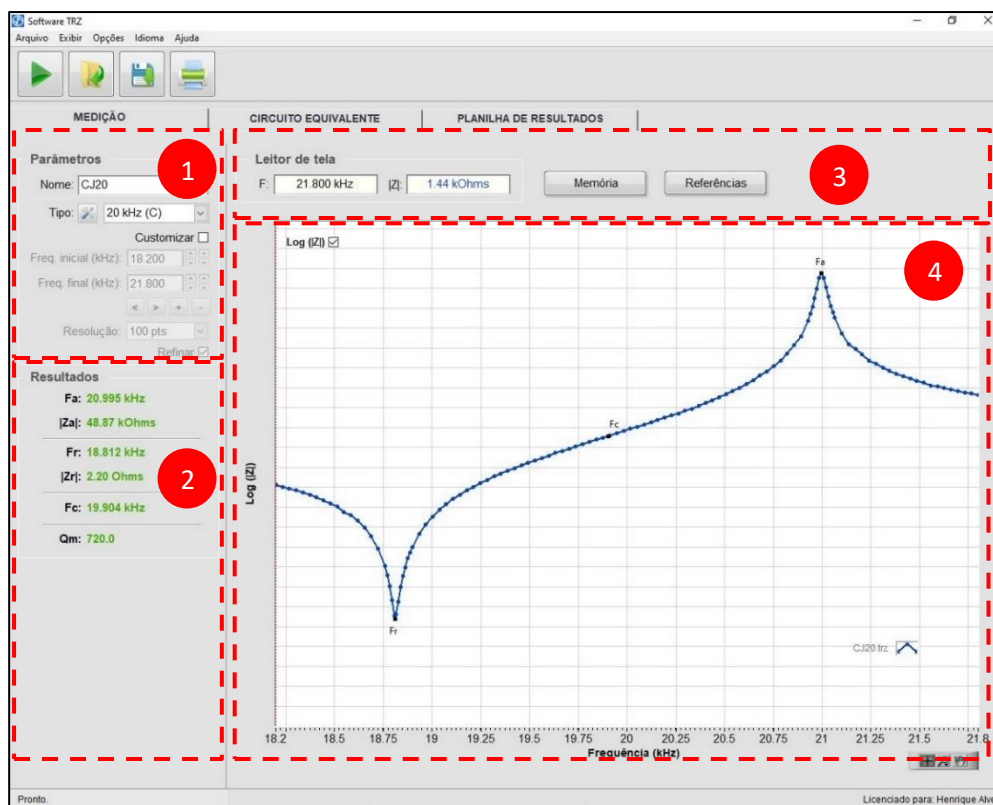 Software TRZ
Arquivo Exibir Opções Idioma Ajuda
MEDIÇÃO CIRCUITO EQUIVALENTE PLANILHA DE RESULTADOS
Parâmetros
1
Nome: CJ20
Tipo: 20 kHz (C)
Customizar
Freq. inicial (kHz): 18.200
Freq. final (kHz): 21.800
< > + -
Resolução: 100 pts
Refinar
Resultados
Fa: 20.995 kHz
|Za|: 48.87 kOhms
Fr: 18.812 kHz
|Zr|: 2.20 Ohms
2
Fc: 19.904 kHz
Qm: 720.0
Leitor de tela
F: 21.800 kHz |Z|: 1.44 kOhms Memória Referências
3
Log (|Z|)
4
Fa
Fc
Fr
Log (|Z|)
CJ20.trz
18.2 18.5 18.75 19 19.25 19.5 19.75 20 20.25 20.5 20.75 21 21.25 21.5 21.8
Frequência (kHz)
Pronto. Licenciado para: Henrique Alve